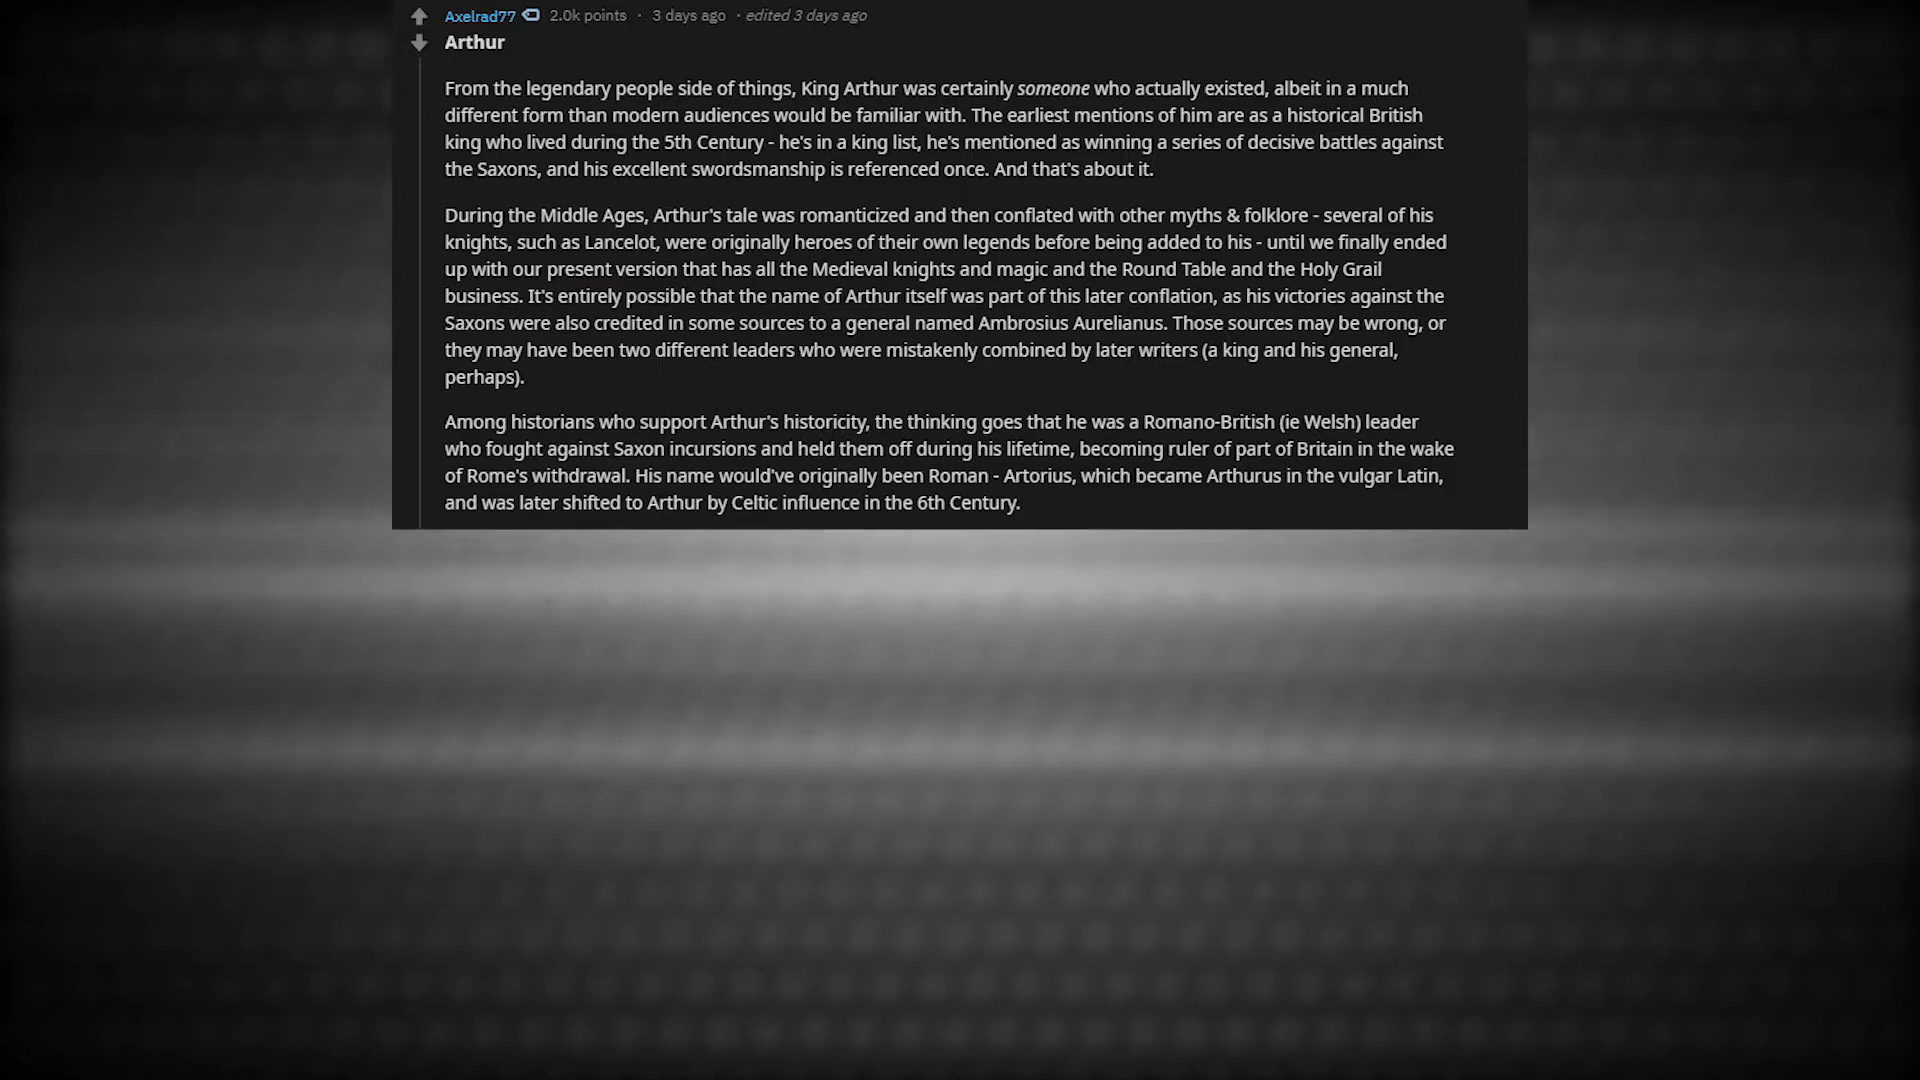 Axelrad77 2.0k points · 3 days ago · edited 3 days ago
Arthur
From the legendary people side of things, King Arthur was certainly someone who actually existed, albeit in a much
different form than modern audiences would be familiar with. The earliest mentions of him are as a historical British
king who lived during the 5th Century - he's in a king list, he's mentioned as winning a series of decisive battles against
the Saxons, and his excellent swordsmanship is referenced once. And that's about it.
During the Middle Ages, Arthur's tale was romanticized and then conflated with other myths & folklore - several of his
knights, such as Lancelot, were originally heroes of their own legends before being added to his - until we finally ended
up with our present version that has all the Medieval knights and magic and the Round Table and the Holy Grail
business. It's entirely possible that the name of Arthur itself was part of this later conflation, as his victories against the
Saxons were also credited in some sources to a general named Ambrosius Aurelianus. Those sources may be wrong, or
they may have been two different leaders who were mistakenly combined by later writers (a king and his general,
perhaps).
Among historians who support Arthur's historicity, the thinking goes that he was a Romano-British (ie Welsh) leader
who fought against Saxon incursions and held them off during his lifetime, becoming ruler of part of Britain in the wake
of Rome's withdrawal. His name would've originally been Roman - Artorius, which became Arthurus in the vulgar Latin,
and was later shifted to Arthur by Celtic influence in the 6th Century.